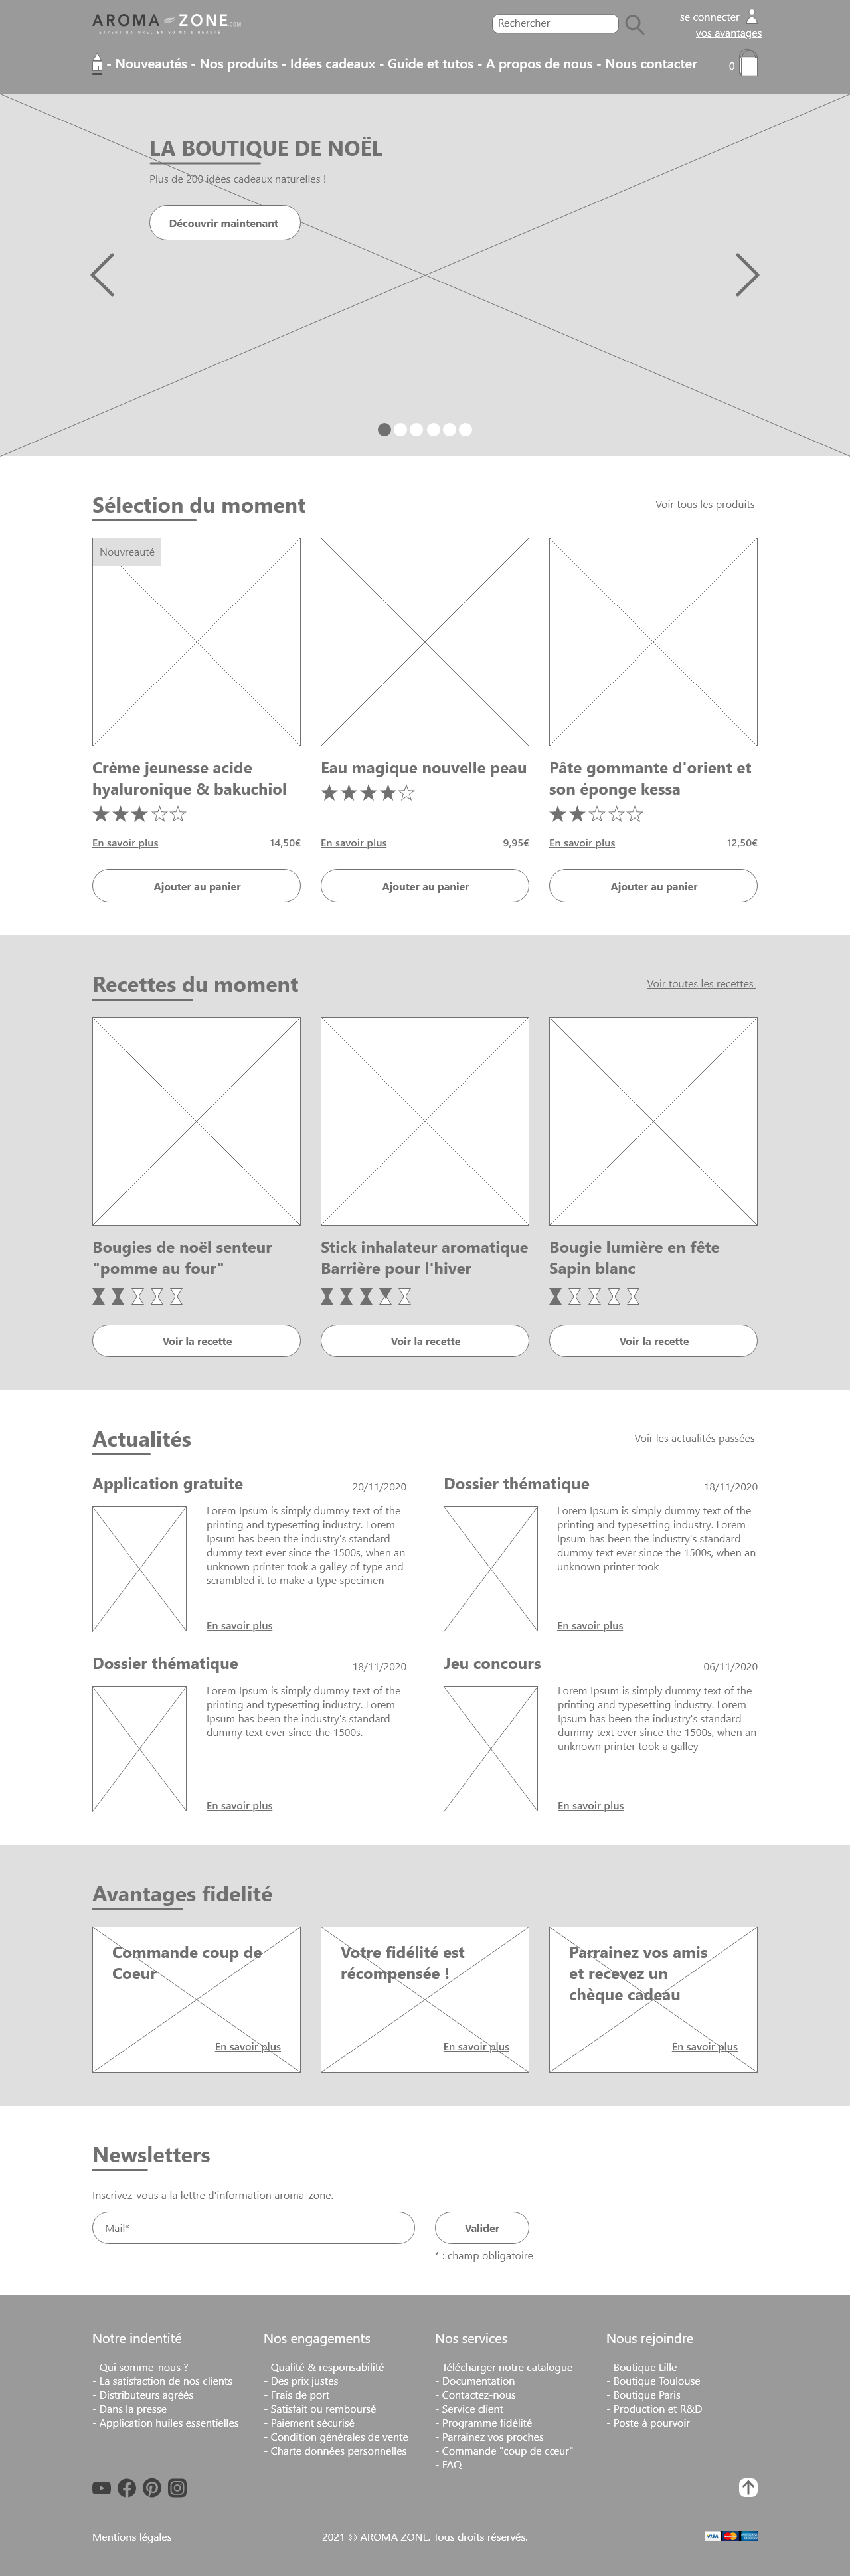 AROMA ZONE.COM
EXPERT NATUREL EN SOINS & BEAUTÉ
Rechercher
se connecter
vos avantages
- Nouveautés - Nos produits - Idées cadeaux - Guide et tutos - A propos de nous - Nous contacter
0
LA BOUTIQUE DE NOËL
Plus de 200 idées cadeaux naturelles !
Découvrir maintenant
Sélection du moment
Voir tous les produits
Nouvreauté
Crème jeunesse acide
hyaluronique & bakuchiol
En savoir plus
14,50€
Ajouter au panier
Eau magique nouvelle peau
En savoir plus
9,95€
Ajouter au panier
Pâte gommante d'orient et
son éponge kessa
En savoir plus
12,50€
Ajouter au panier
Recettes du moment
Voir toutes les recettes
Bougies de noël senteur
"pomme au four"
Voir la recette
Stick inhalateur aromatique
Barrière pour l'hiver
Voir la recette
Bougie lumière en fête
Sapin blanc
Voir la recette
Actualités
Voir les actualités passées
Application gratuite
20/11/2020
Lorem Ipsum is simply dummy text of the
printing and typesetting industry. Lorem
Ipsum has been the industry's standard
dummy text ever since the 1500s, when an
unknown printer took a galley of type and
scrambled it to make a type specimen
En savoir plus
Dossier thématique
18/11/2020
Lorem Ipsum is simply dummy text of the
printing and typesetting industry. Lorem
Ipsum has been the industry's standard
dummy text ever since the 1500s, when an
unknown printer took
En savoir plus
Dossier thématique
18/11/2020
Lorem Ipsum is simply dummy text of the
printing and typesetting industry. Lorem
Ipsum has been the industry's standard
dummy text ever since the 1500s.
En savoir plus
Jeu concours
06/11/2020
Lorem Ipsum is simply dummy text of the
printing and typesetting industry. Lorem
Ipsum has been the industry's standard
dummy text ever since the 1500s, when an
unknown printer took a galley
En savoir plus
Avantages fidelité
Commande coup de
Coeur
En savoir plus
Votre fidélité est
récompensée !
En savoir plus
Parrainez vos amis
et recevez un
chèque cadeau
En savoir plus
Newsletters
Inscrivez-vous a la lettre d'information aroma-zone.
Mail*
Valider
* : champ obligatoire
Notre indentité
- Qui somme-nous ?
- La satisfaction de nos clients
- Distributeurs agréés
- Dans la presse
- Application huiles essentielles
Nos engagements
- Qualité & responsabilité
- Des prix justes
- Frais de port
- Satisfait ou remboursé
- Paiement sécurisé
- Condition générales de vente
- Charte données personnelles
Nos services
- Télécharger notre catalogue
- Documentation
- Contactez-nous
- Service client
- Programme fidélité
- Parrainez vos proches
- Commande "coup de cœur"
- FAQ
Nous rejoindre
- Boutique Lille
- Boutique Toulouse
- Boutique Paris
- Production et R&D
- Poste à pourvoir
Mentions légales
2021 © AROMA ZONE. Tous droits réservés.
VISA